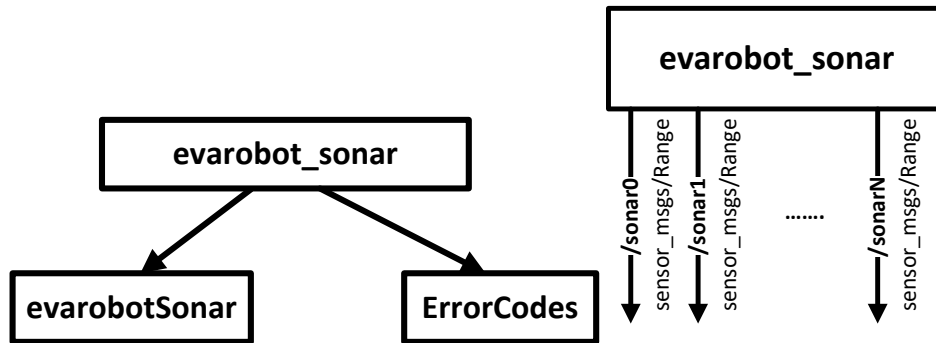 evarobot_sonar
evarobotSonar
ErrorCodes
evarobot_sonar
/sonar0
sensor_msgs/Range
/sonar1
sensor_msgs/Range
.......
/sonarN
sensor_msgs/Range